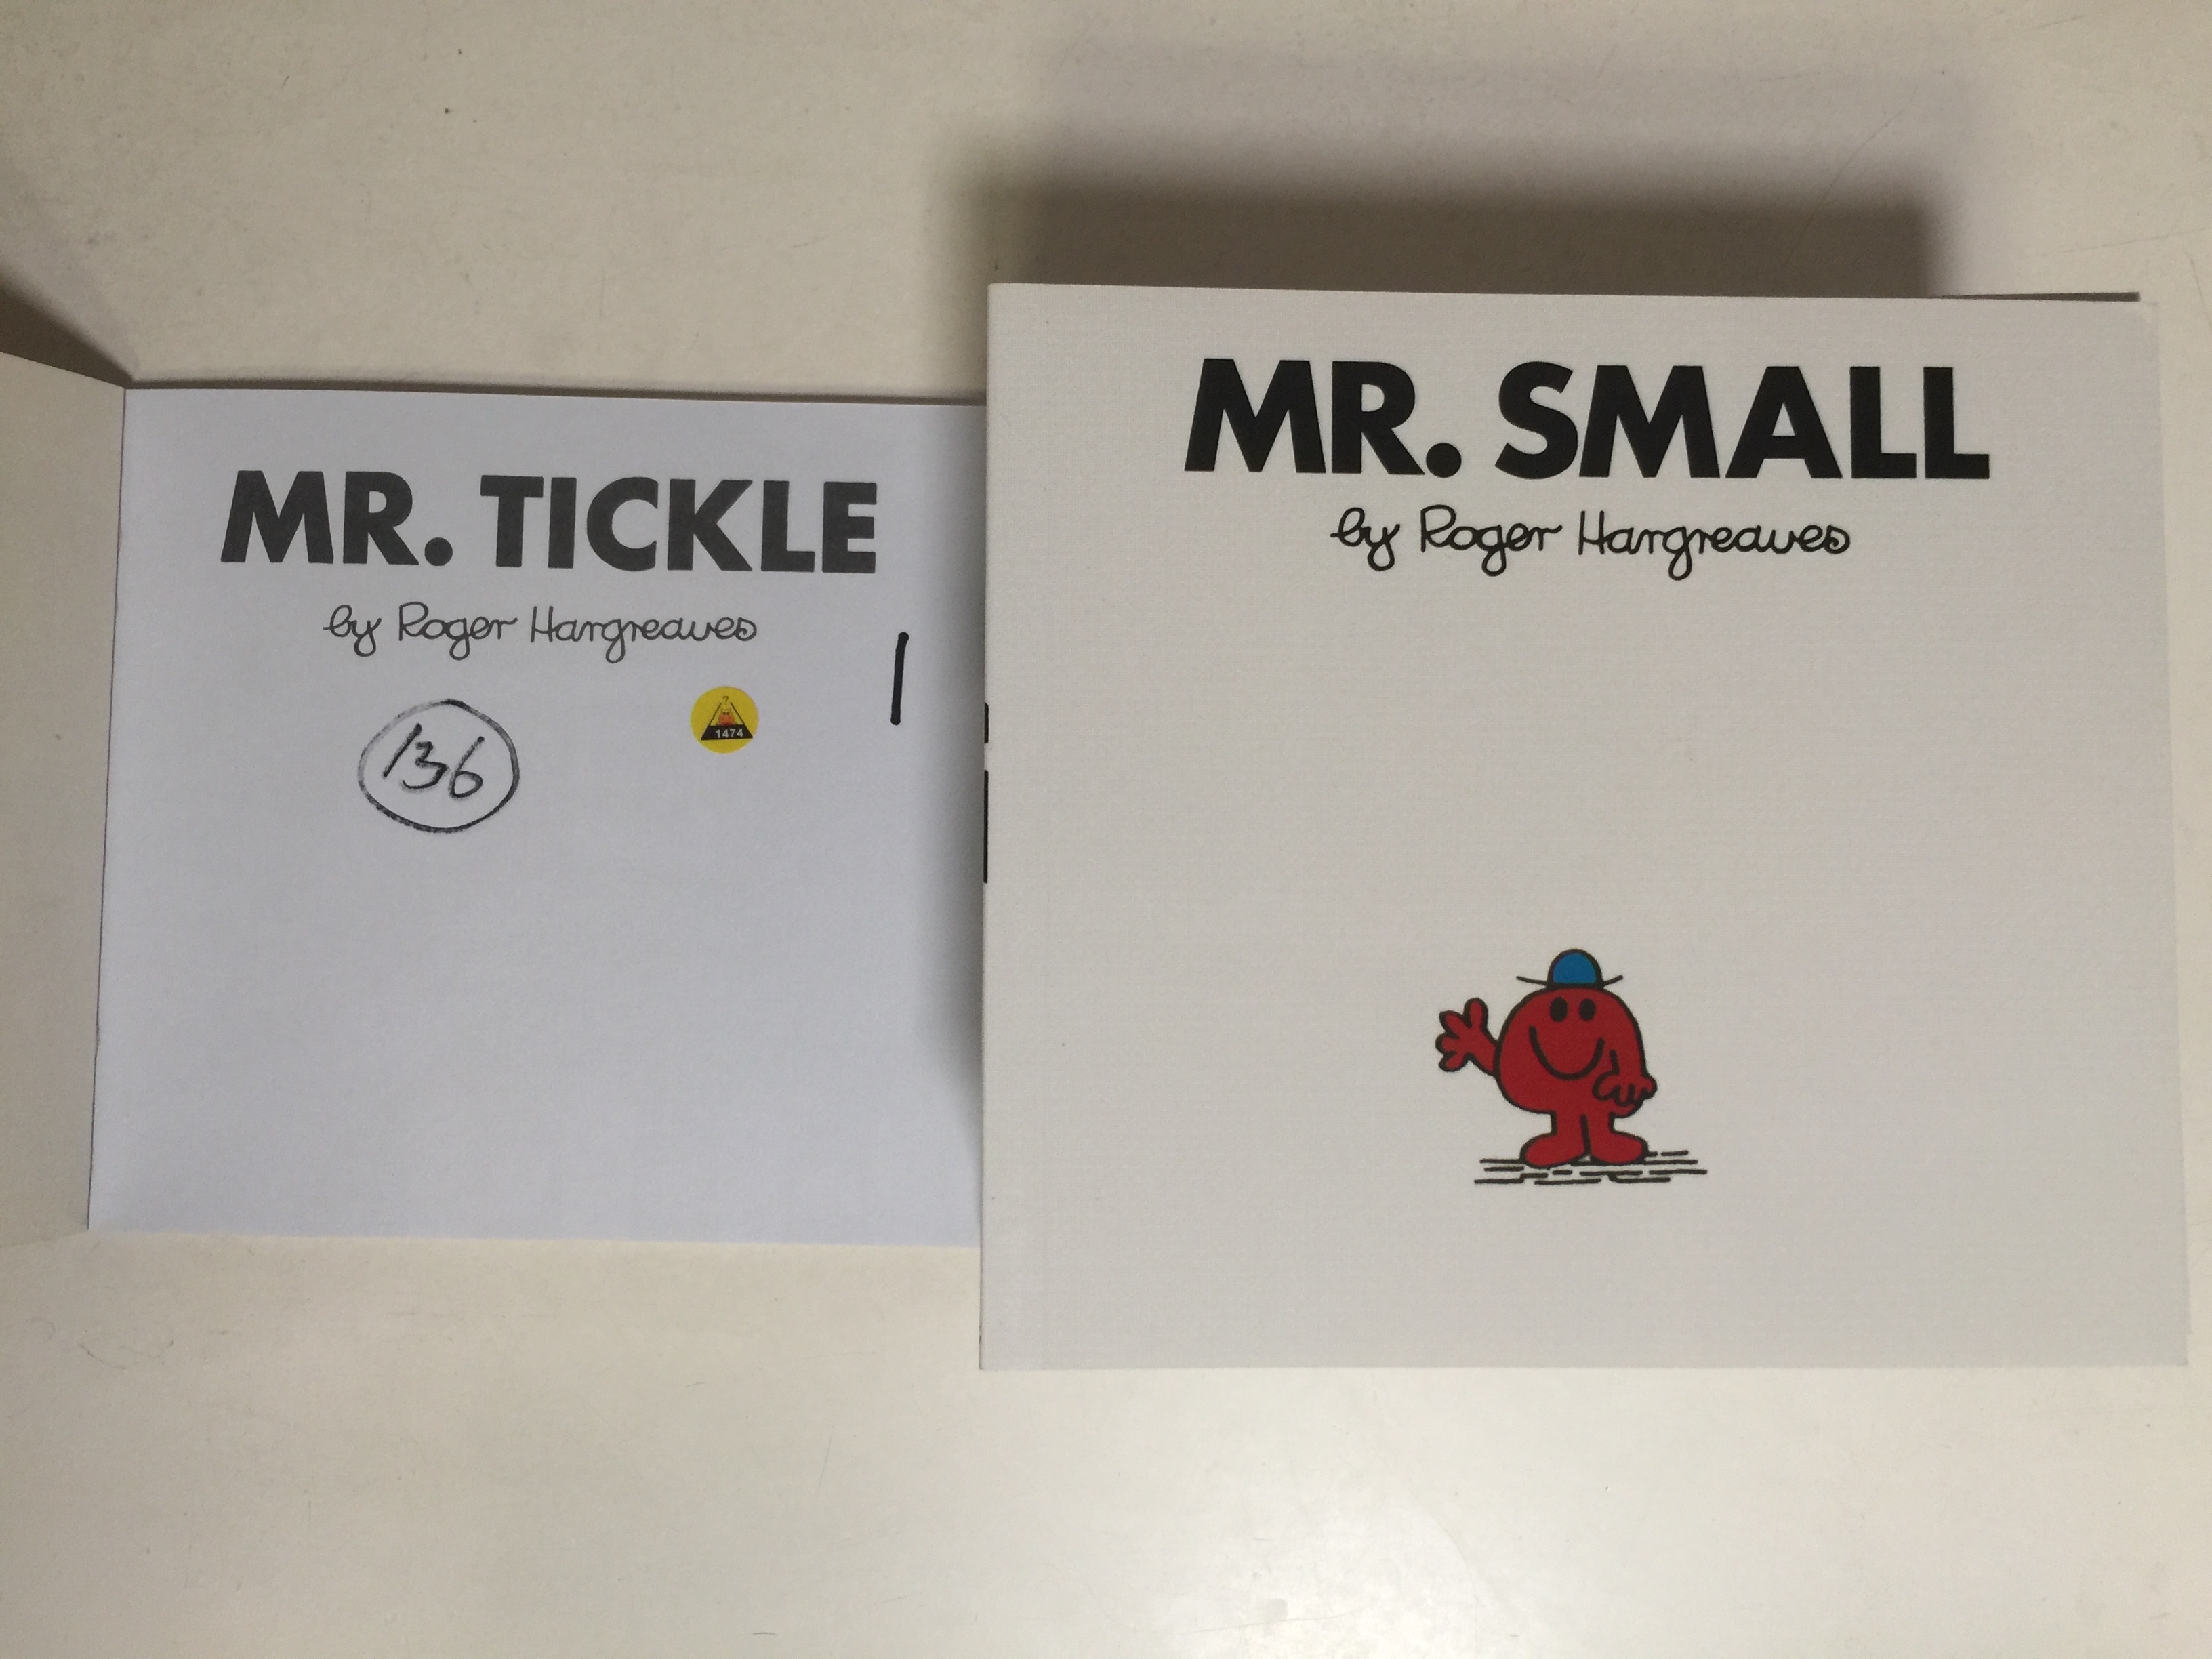 MR. TICKLE
by Roger Hargreaves
136
?
1474
1
MR. SMALL
by Roger Hargreaves